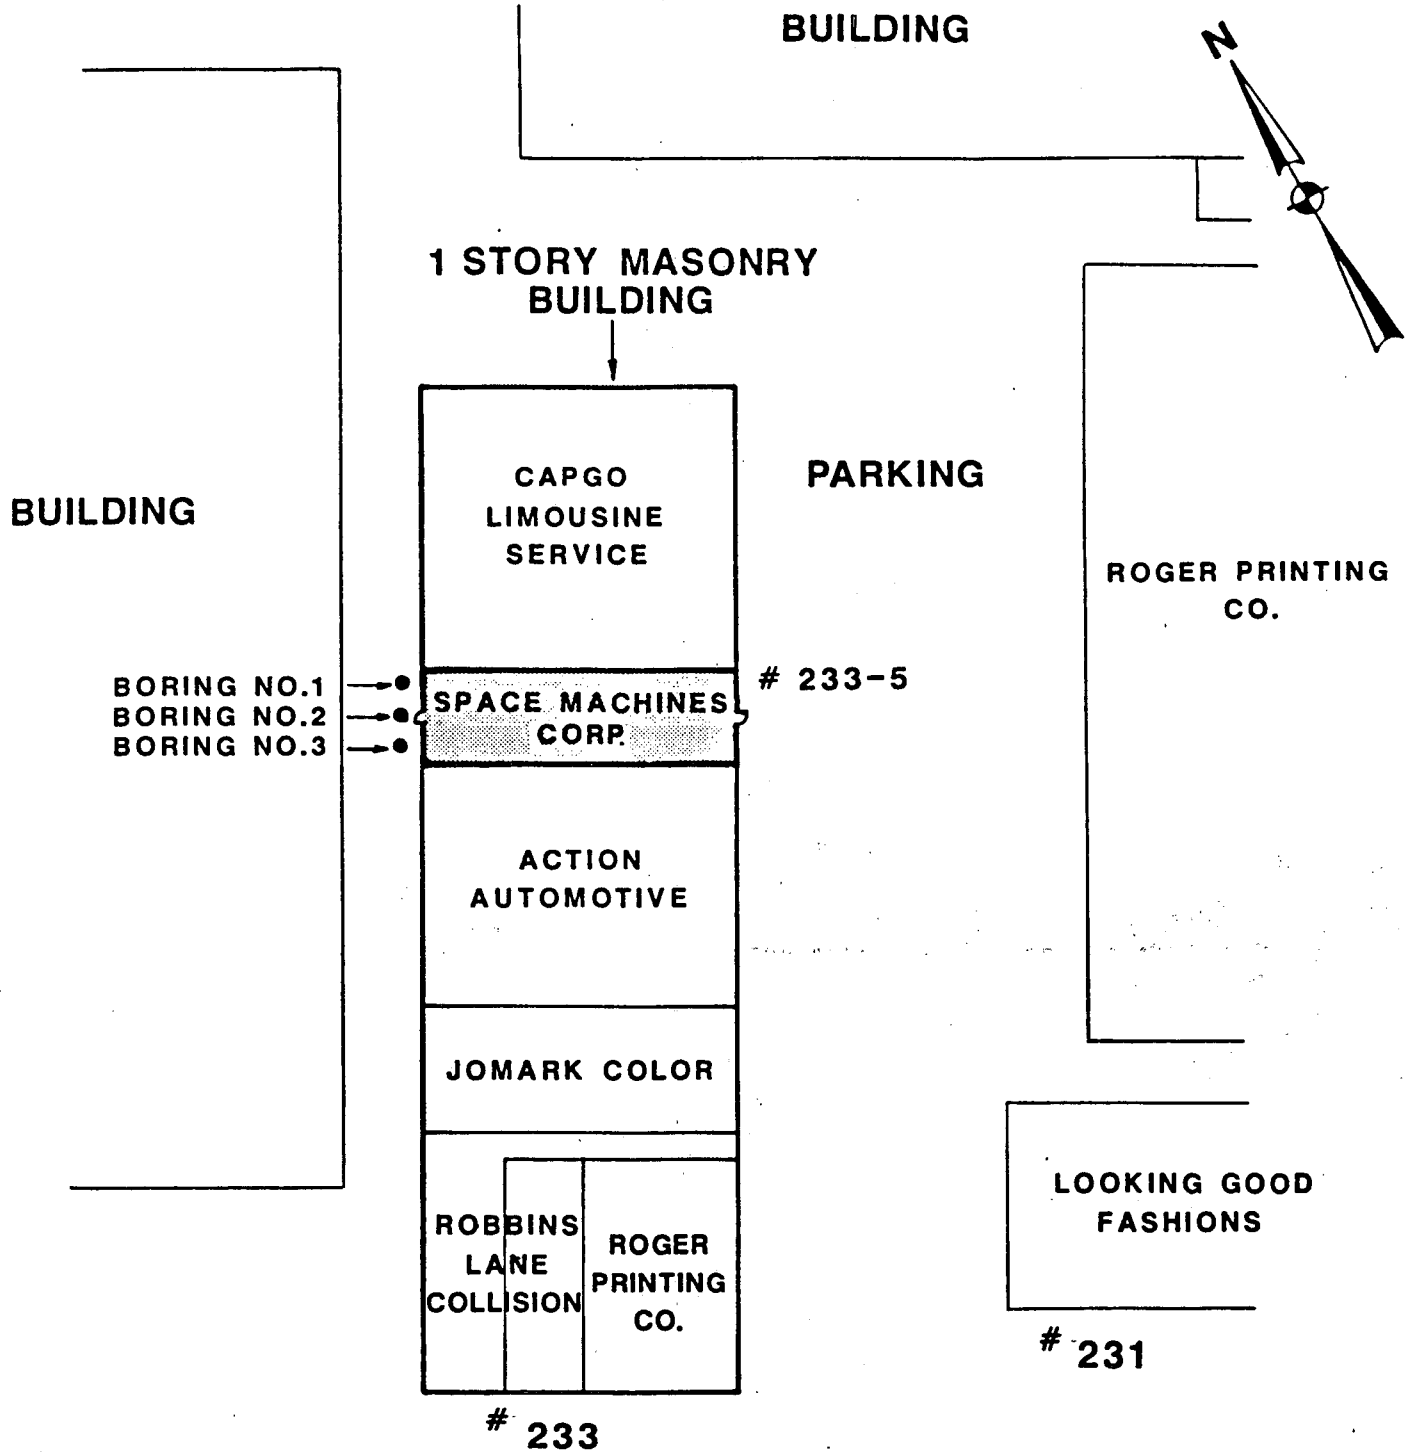 BUILDING
N
1 STORY MASONRY
BUILDING
CAPGO
LIMOUSINE
SERVICE
PARKING
BUILDING
ROGER PRINTING
CO.
BORING NO.1
BORING NO.2
BORING NO.3
SPACE MACHINES
CORP.
# 233-5
ACTION
AUTOMOTIVE
JOMARK COLOR
ROBBINS
LANE
COLLISION
ROGER
PRINTING
CO.
LOOKING GOOD
FASHIONS
# 231
# 233